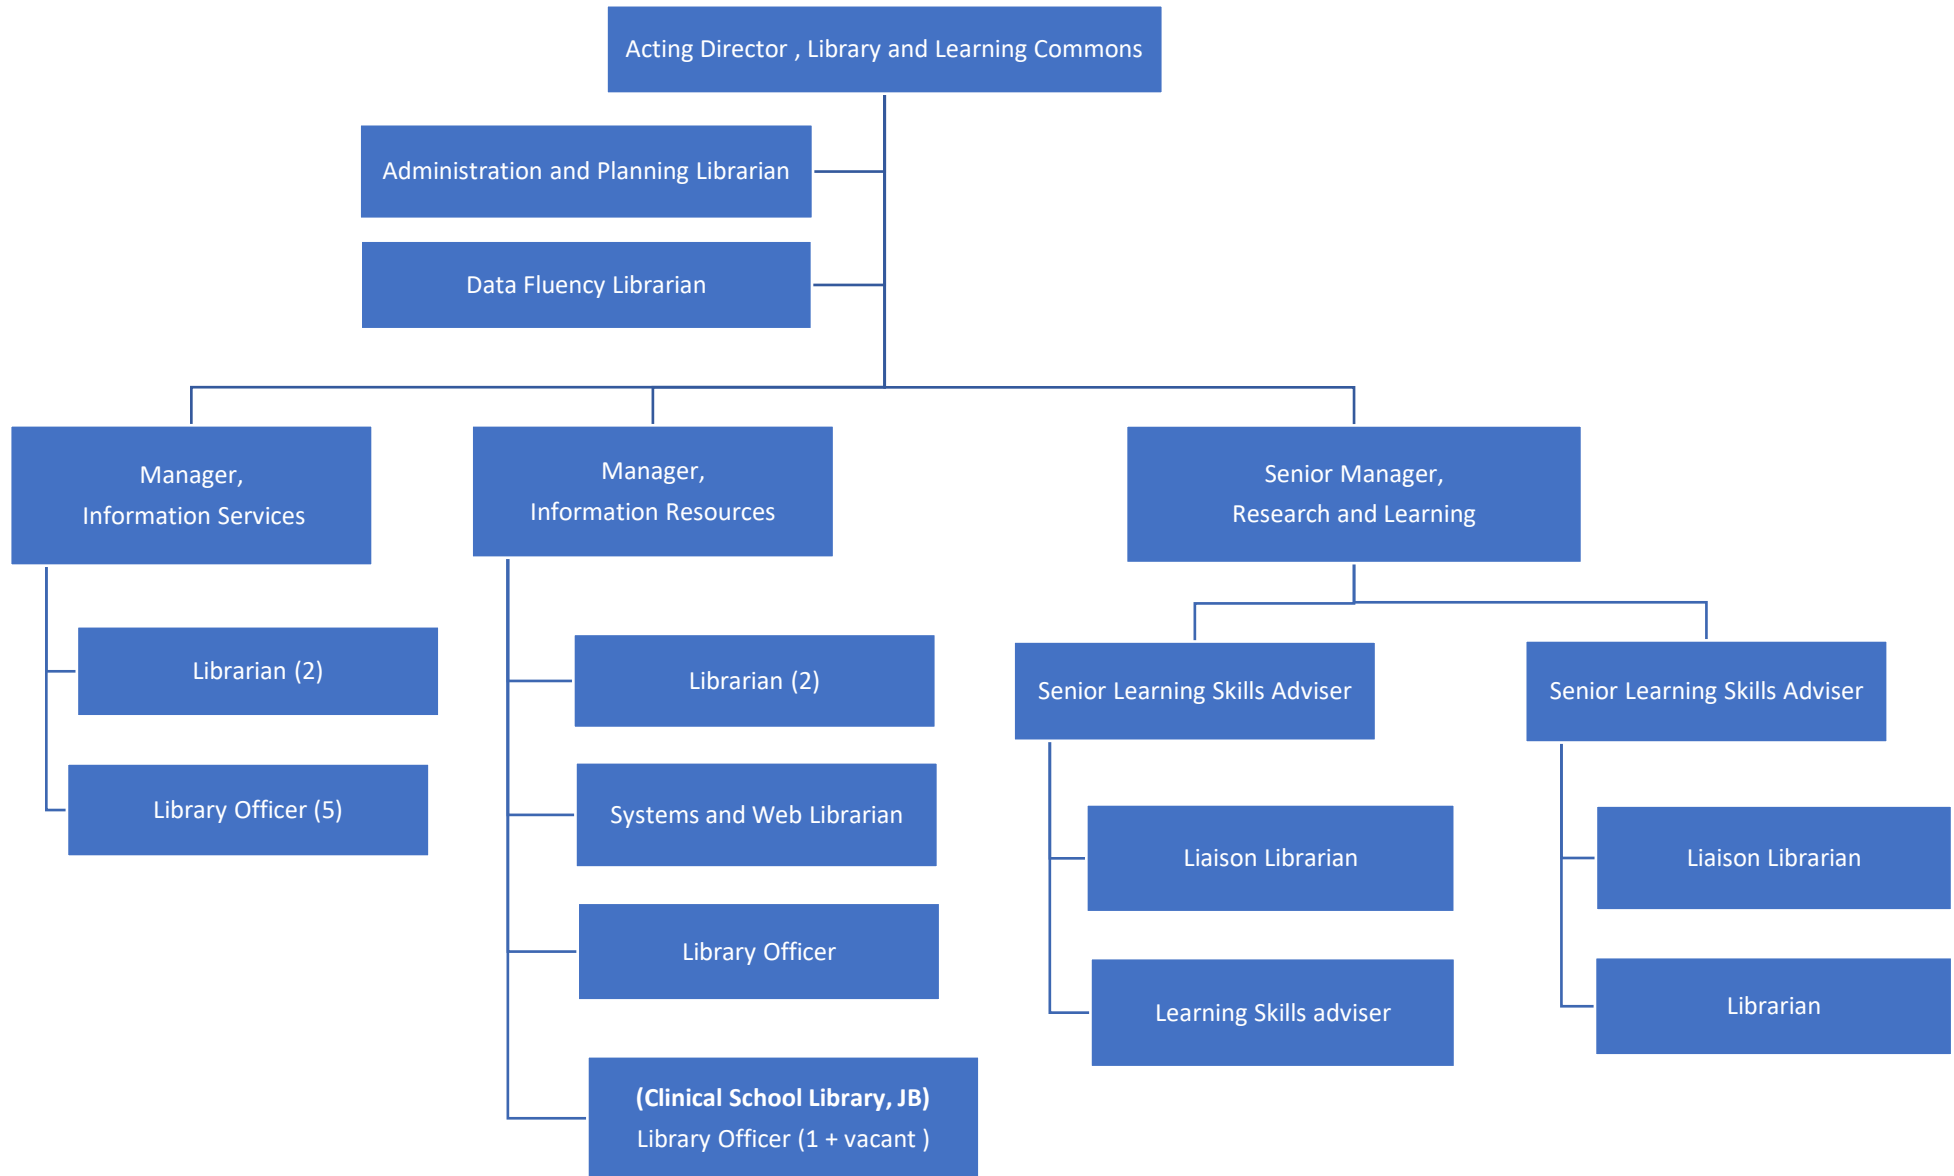 Acting Director , Library and Learning Commons
Administration and Planning Librarian
Data Fluency Librarian
Manager,
Information Services
Librarian (2)
Library Officer (5)
Manager,
Information Resources
Librarian (2)
Systems and Web Librarian
Library Officer
(Clinical School Library, JB)
Library Officer (1 + vacant )
Senior Manager,
Research and Learning
Senior Learning Skills Adviser
Liaison Librarian
Learning Skills adviser
Senior Learning Skills Adviser
Liaison Librarian
Librarian